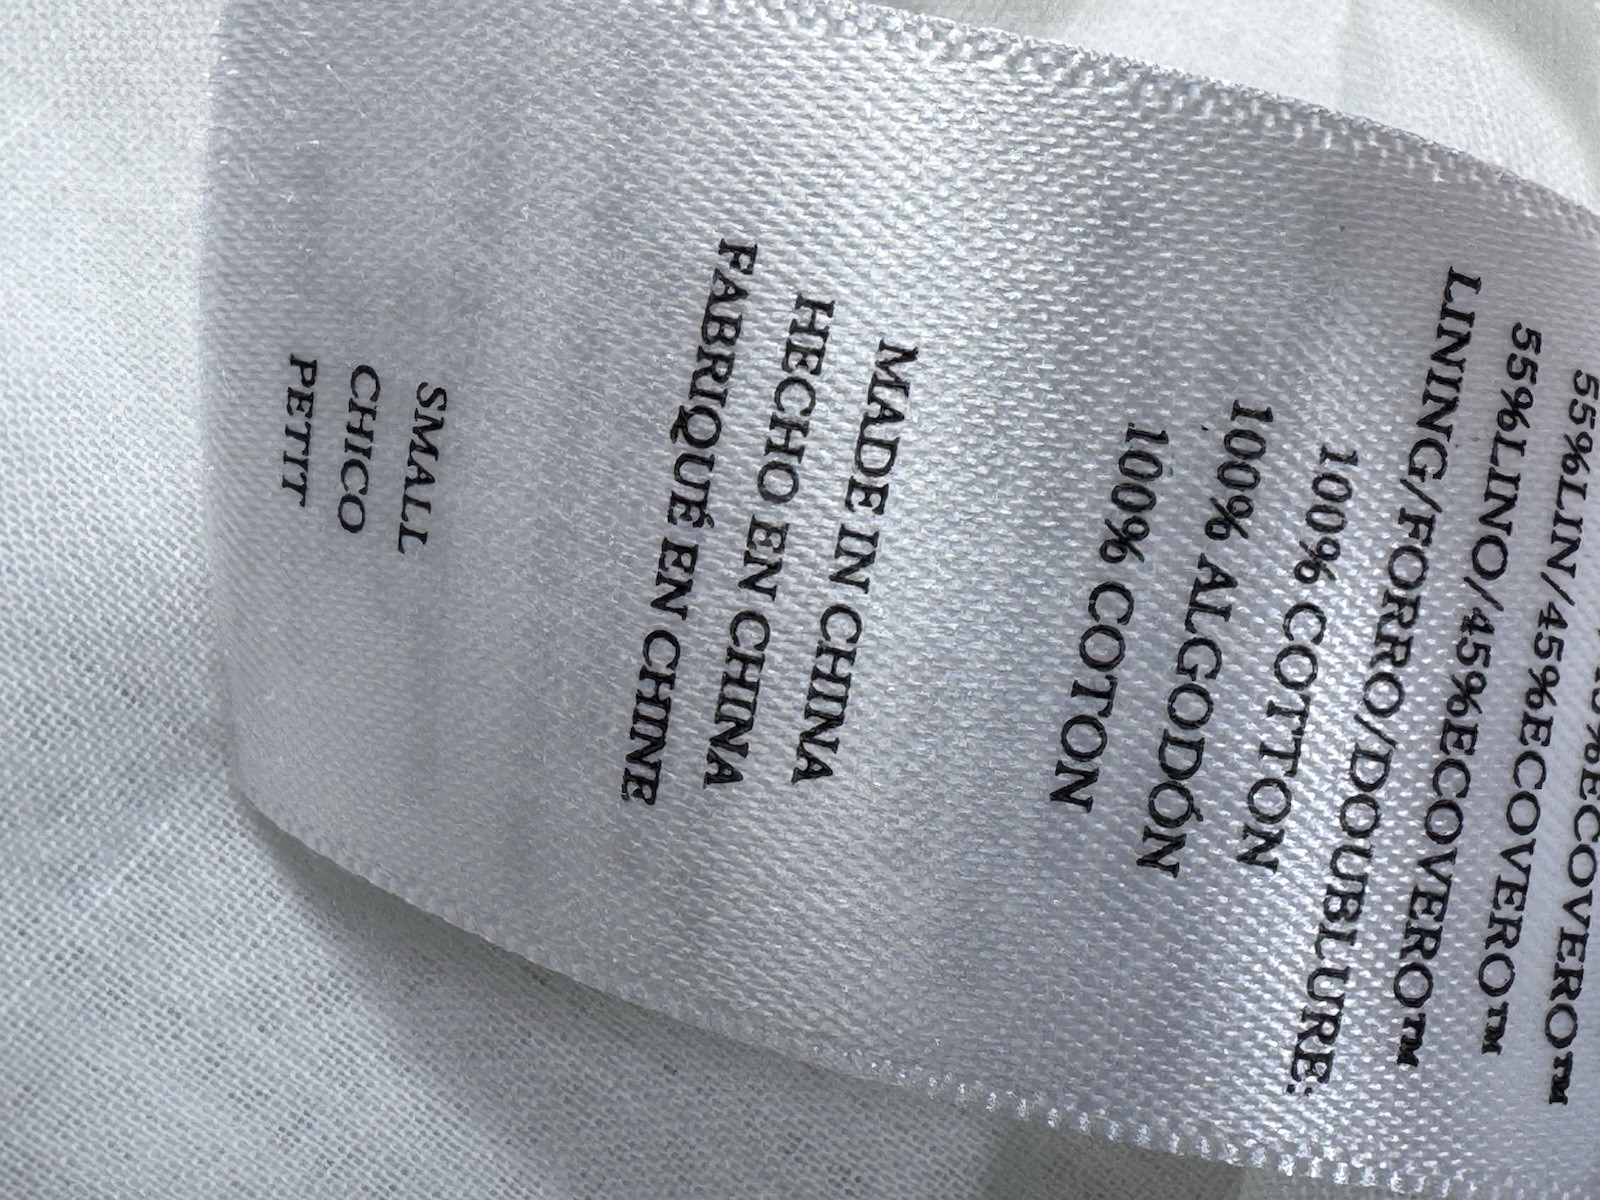 %ECOVERO™
55%LIN/45%ECOVERO™
55%LINO/45%ECOVERO™
LINING/FORRO/DOUBLURE:
100% COTTON
100% ALGODÓN
100% COTON
MADE IN CHINA
HECHO EN CHINA
FABRIQUÉ EN CHINE
SMALL
CHICO
PETIT